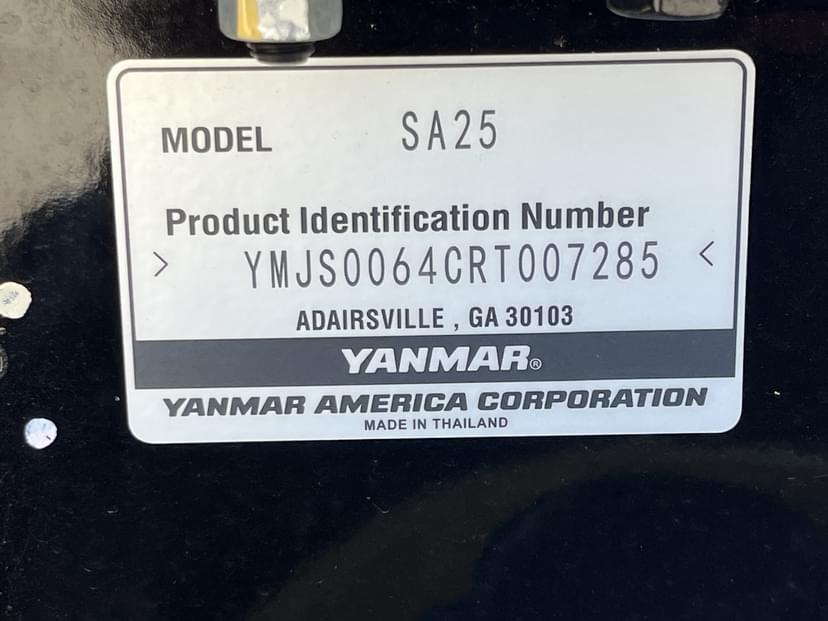 MODEL SA25
Product Identification Number
> YMJS0064CRT007285 <
ADAIRSVILLE , GA 30103
YANMAR®
YANMAR AMERICA CORPORATION
MADE IN THAILAND